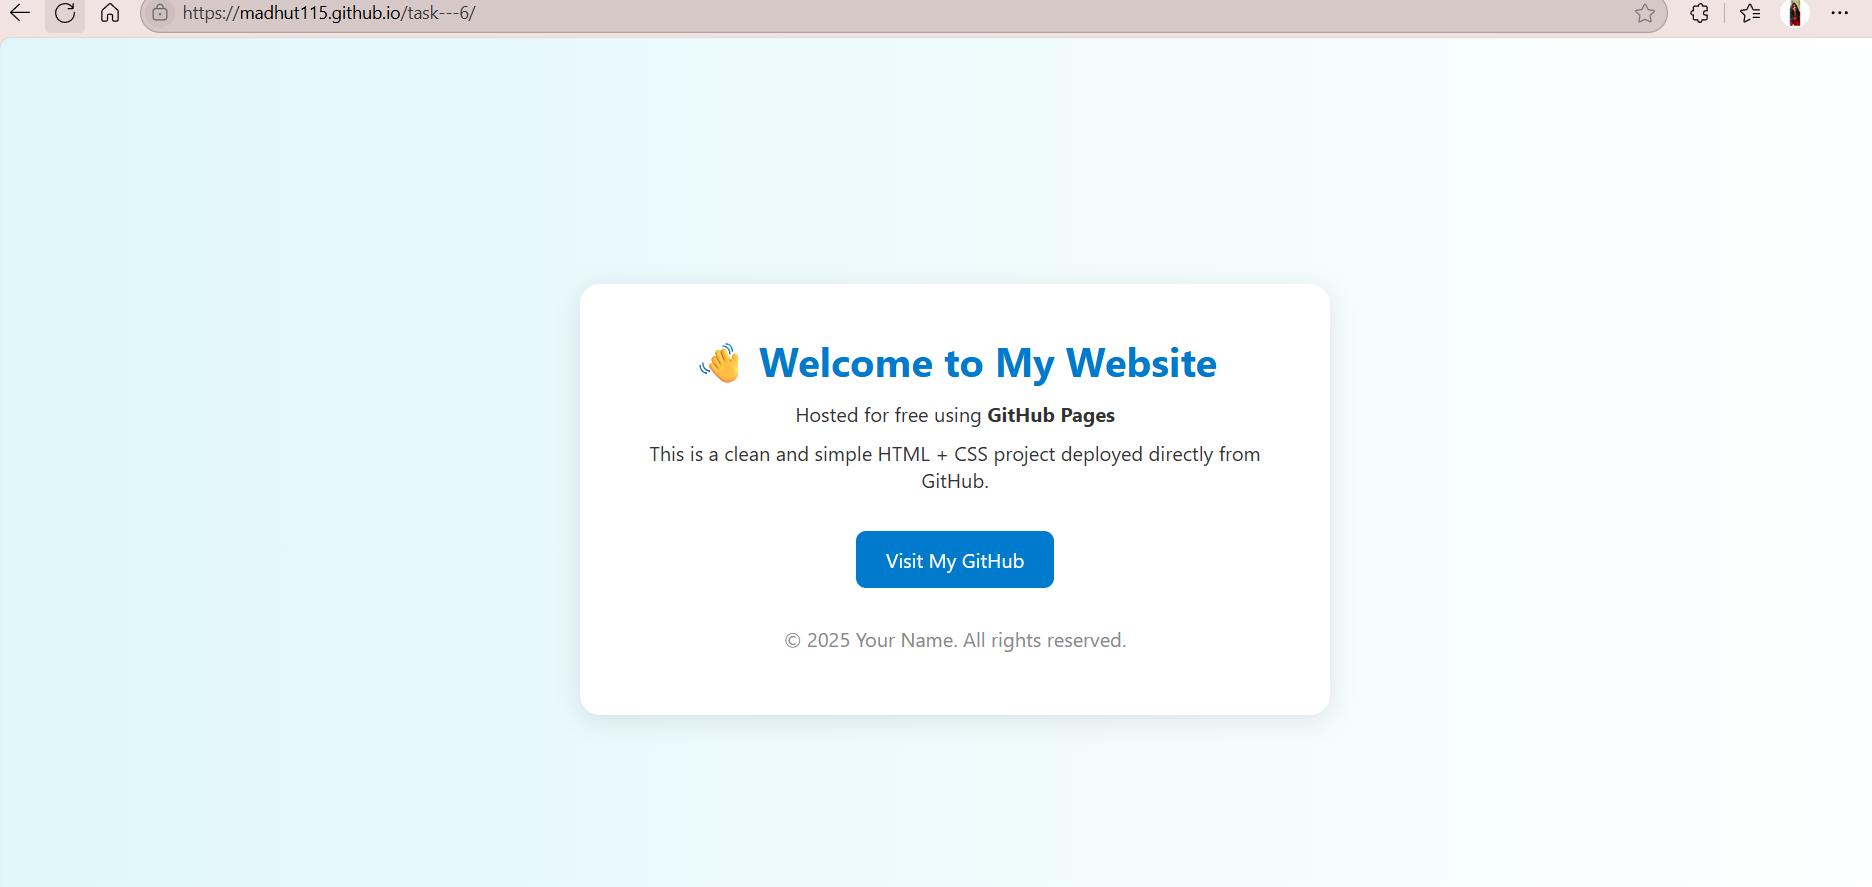 https://madhut115.github.io/task---6/
👋 Welcome to My Website
Hosted for free using GitHub Pages
This is a clean and simple HTML + CSS project deployed directly from
GitHub.
Visit My GitHub
© 2025 Your Name. All rights reserved.